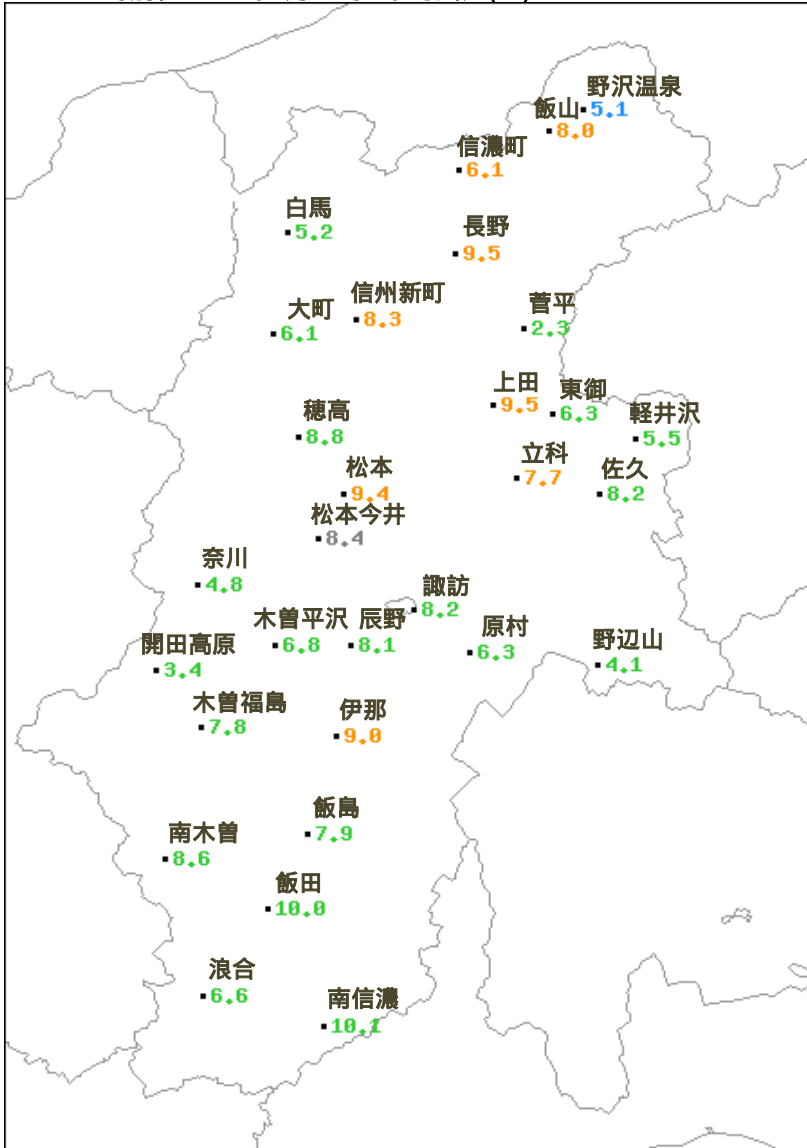 野沢温泉
5.1
飯山
8.0
信濃町
6.1
白馬
5.2
長野
9.5
信州新町
8.3
大町
6.1
菅平
2.3
上田
9.5
東御
6.3
穂高
8.8
軽井沢
5.5
松本
9.4
立科
7.7
佐久
8.2
松本今井
8.4
奈川
4.8
諏訪
8.2
木曽平沢
6.8
辰野
8.1
原村
6.3
開田高原
3.4
野辺山
4.1
木曽福島
7.8
伊那
9.0
飯島
7.9
南木曽
8.6
飯田
10.0
浪合
6.6
南信濃
10.1